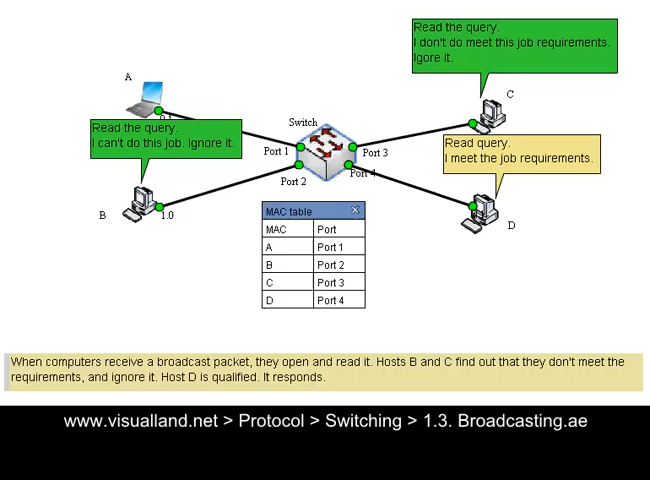 Read the query.
I don't do meet this job requirements.
Igore it.
A
C
Switch
Read the query.
I can't do this job. Ignore it.
Port 1
Port 3
Read query.
I meet the job requirements.
Port 4
Port 2
B
1.0
D
MAC table
MAC Port
A Port 1
B Port 2
C Port 3
D Port 4
When computers receive a broadcast packet, they open and read it. Hosts B and C find out that they don't meet the
requirements, and ignore it. Host D is qualified. It responds.
www.visualland.net > Protocol > Switching > 1.3. Broadcasting.ae